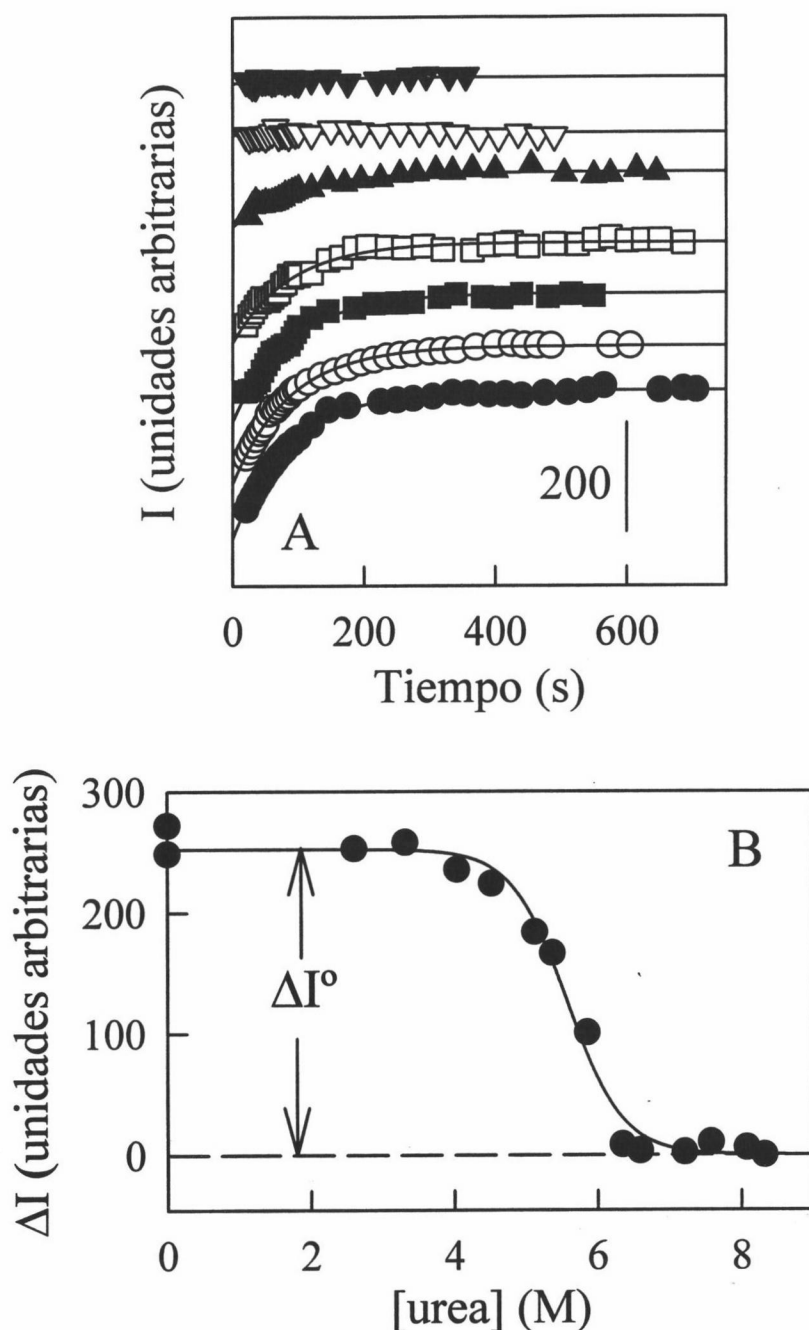 I (unidades arbitrarias)
200
A
0 200 400 600
Tiempo (s)
ΔI (unidades arbitrarias)
300
B
200
ΔIº
100
0
0 2 4 6 8
[urea] (M)